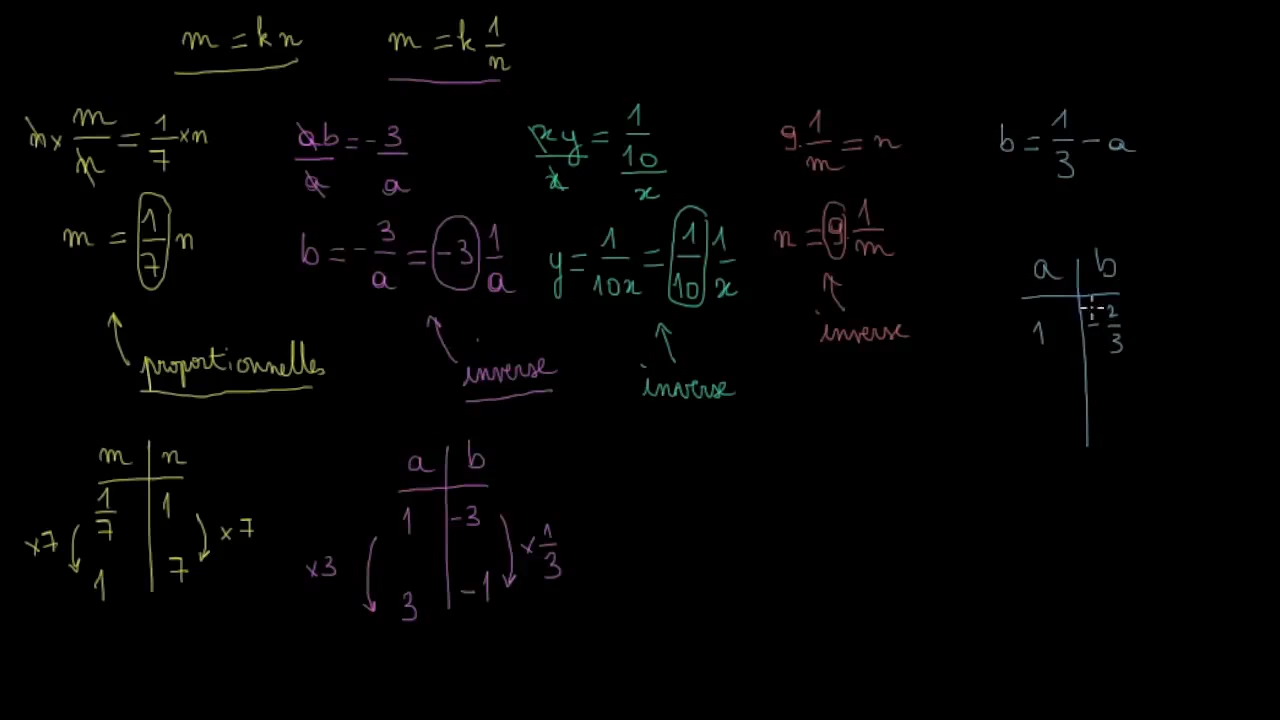 m = k n
m = k 1/n
n × m/n = 1/7 × n
m = 1/7 n
proportionnelles
m | n
1/7 | 1
1 | 7
×7
×7
ab/a = -3/a
b = -3/a = -3 1/a
inverse
a | b
1 | -3
3 | -1
×3
×1/3
xy/x = 1/10/x
y = 1/10x = 1/10 1/x
inverse
9 1/m = n
n = 9 1/m
inverse
b = 1/3 - a
a | b
1 | -2/3